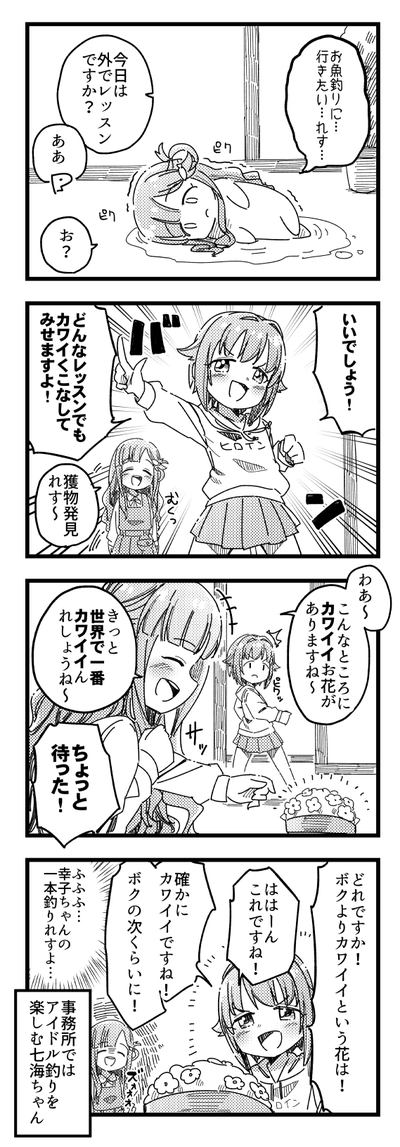 お魚釣りに…
行きたい…れす…
今日は
外でレッスン
ですか？
ああ
ピク
ピク
お？
いいでしょう！
どんなレッスンでも
カワイくこなして
みせますよ！
ババ
ヒロイン
むくっ
獲物発見
れす〜
わあ〜
こんなところに
カワイイお花が
ありますね〜
ピクッ
きっと
世界で一番
カワイイん
れしょうね〜
サッ
ちょっと
待った！
どれですか！
ボクよりカワイイという花は！
ははーん
これですね！
確かに
カワイイですね！
ボクの次くらいに！
ふふふ…
幸子ちゃんの
一本釣りれすよ…
ヒロイン
事務所では
アイドル釣りを
楽しむ七海ちゃん